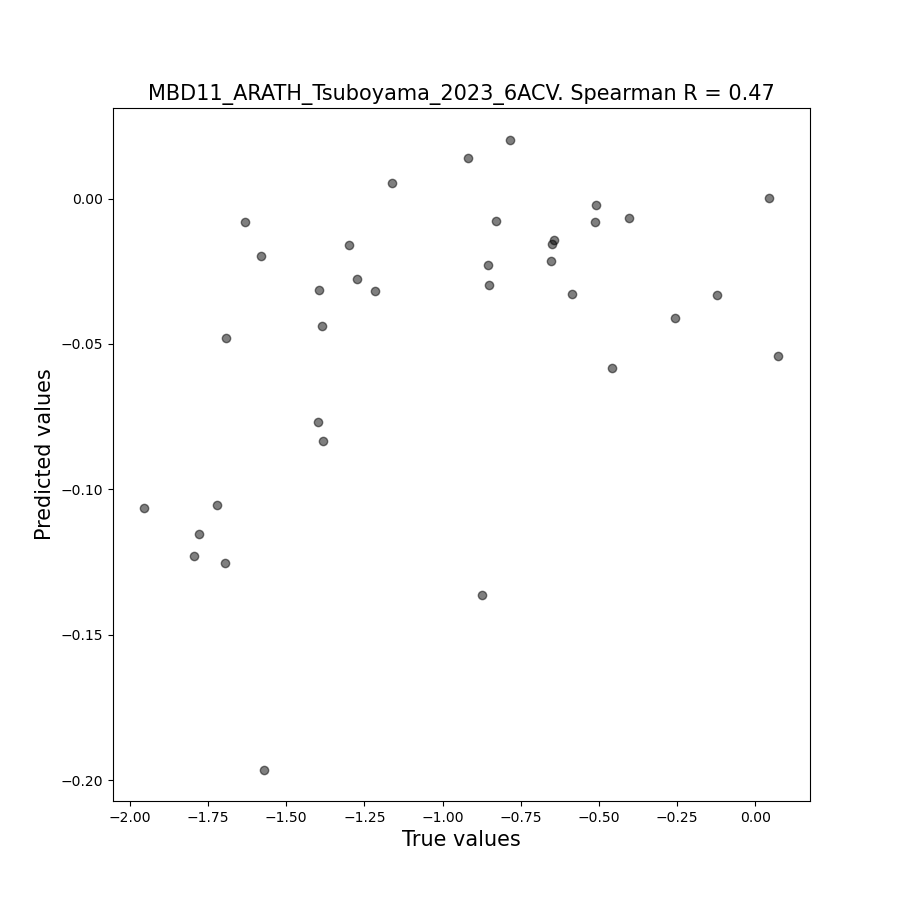 MBD11_ARATH_Tsuboyama_2023_6ACV. Spearman R = 0.47
0.00
−0.05
−0.10
−0.15
−0.20
Predicted values
−2.00 −1.75 −1.50 −1.25 −1.00 −0.75 −0.50 −0.25 0.00
True values